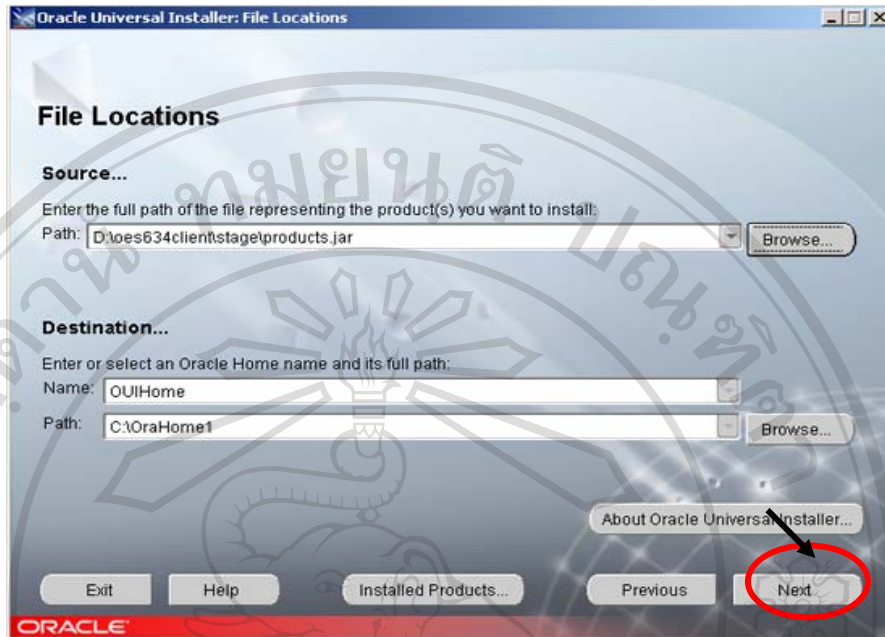 Oracle Universal Installer: File Locations
File Locations
Source...
Enter the full path of the file representing the product(s) you want to install:
Path: D:\oes634client\stage\products.jar Browse...
Destination...
Enter or select an Oracle Home name and its full path:
Name: OUIHome
Path: C:\OraHome1 Browse...
About Oracle Universal Installer...
Exit Help Installed Products... Previous Next
ORACLE